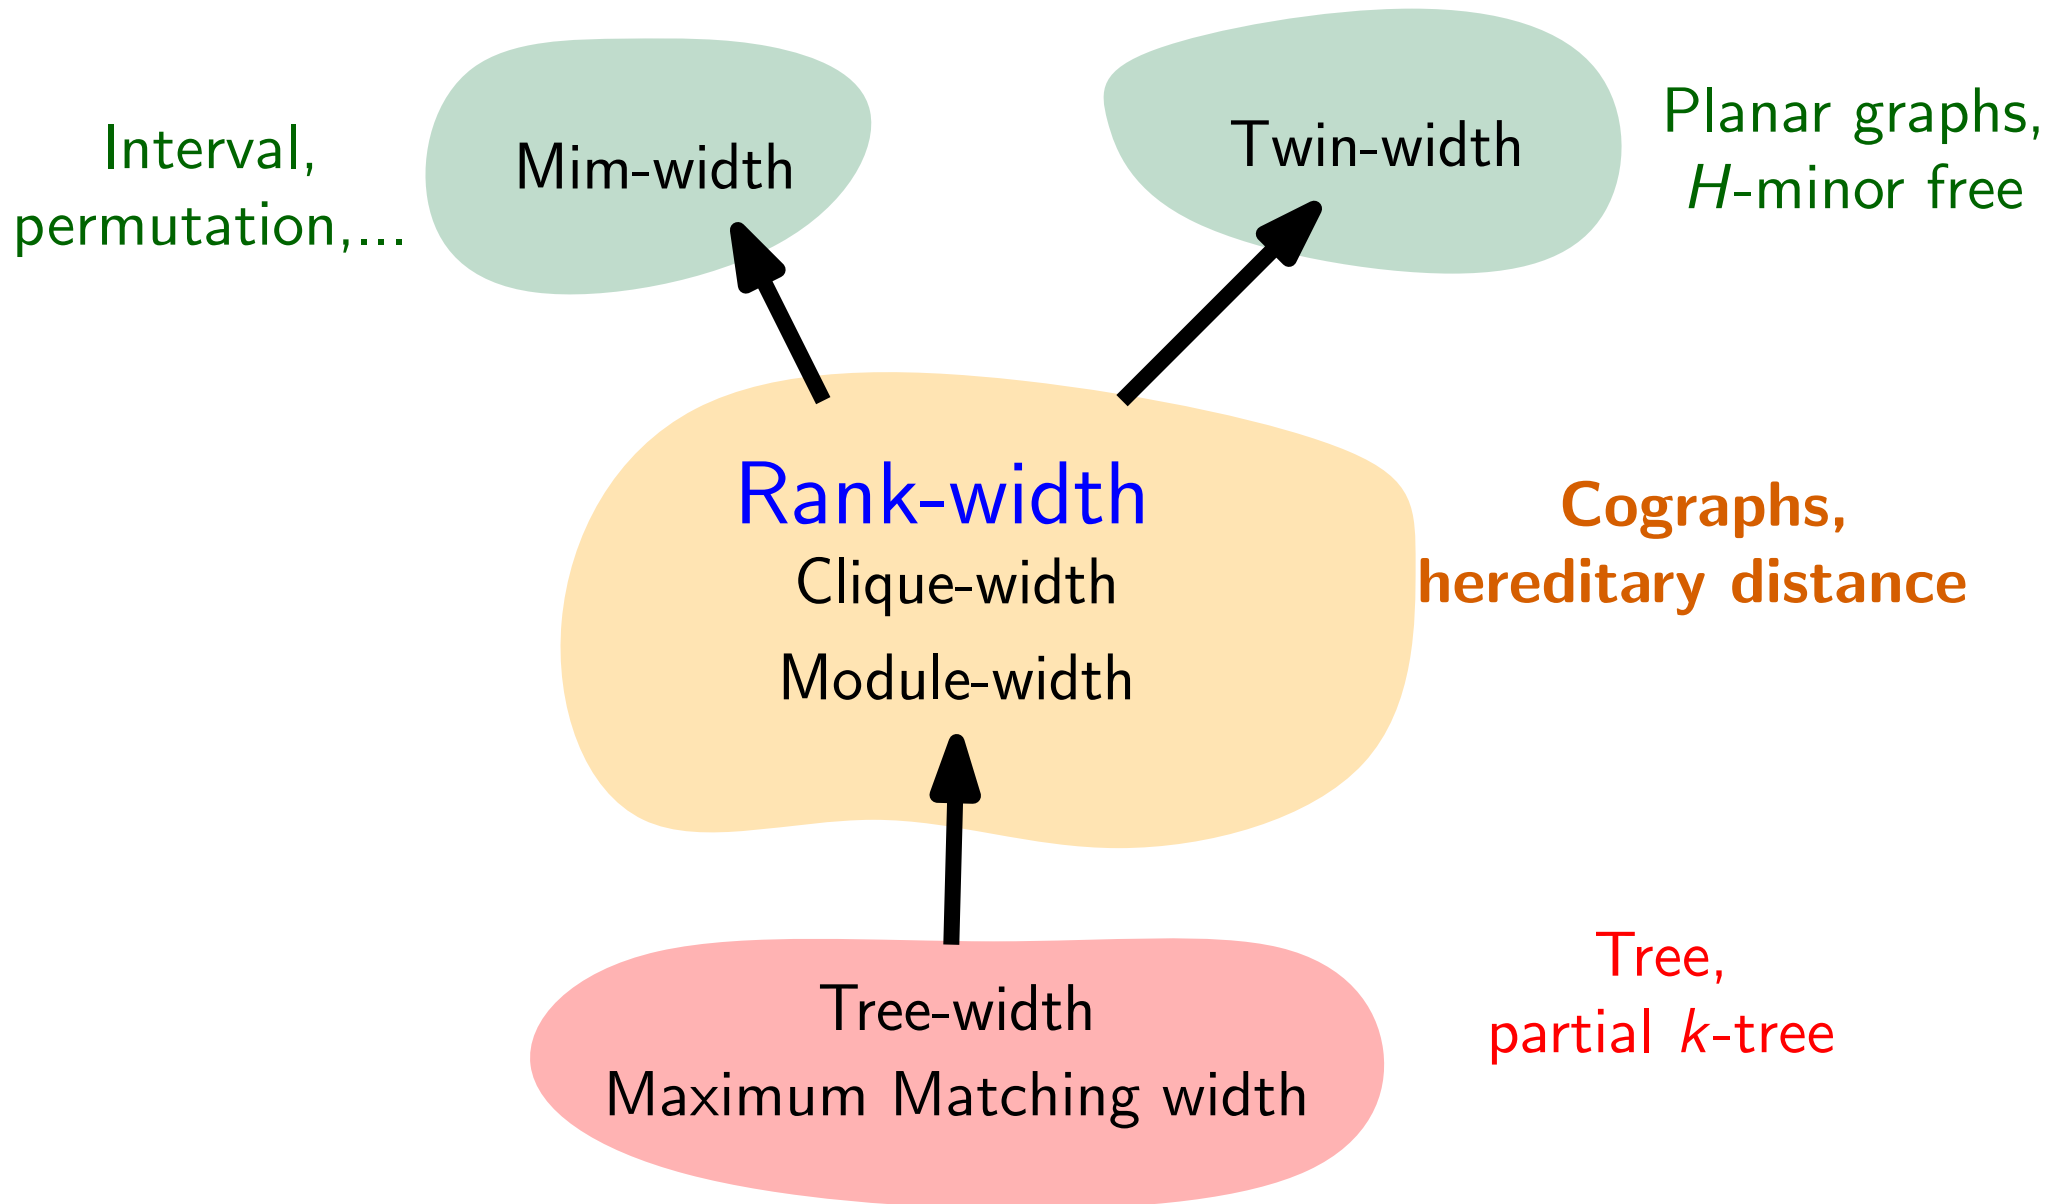 Interval,
permutation,...
Mim-width
Twin-width
Planar graphs,
H-minor free
Rank-width
Clique-width
Module-width
Cographs,
hereditary distance
Tree-width
Maximum Matching width
Tree,
partial k-tree